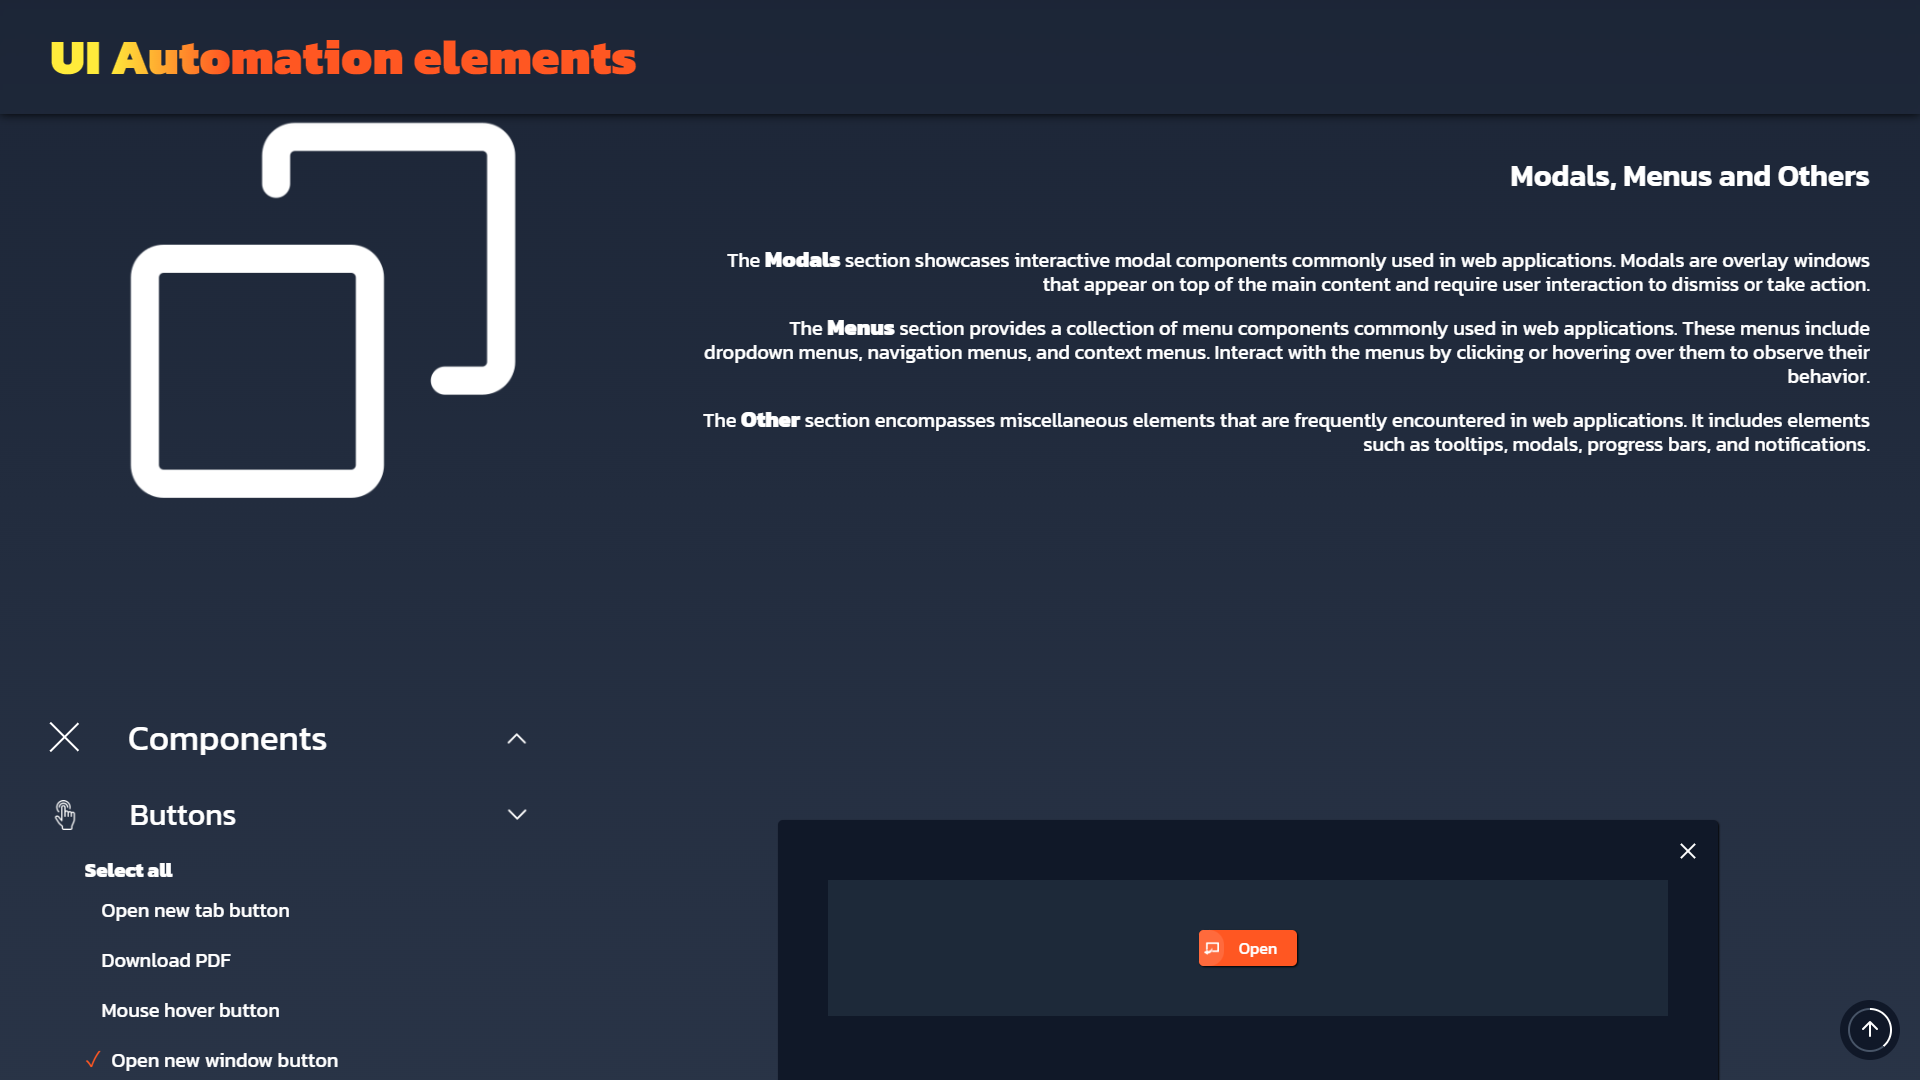 UI Automation elements
Modals, Menus and Others
The Modals section showcases interactive modal components commonly used in web applications. Modals are overlay windows
that appear on top of the main content and require user interaction to dismiss or take action.
The Menus section provides a collection of menu components commonly used in web applications. These menus include
dropdown menus, navigation menus, and context menus. Interact with the menus by clicking or hovering over them to observe their
behavior.
The Other section encompasses miscellaneous elements that are frequently encountered in web applications. It includes elements
such as tooltips, modals, progress bars, and notifications.
Components
Buttons
Select all
Open new tab button
Download PDF
Mouse hover button
Open new window button
Open